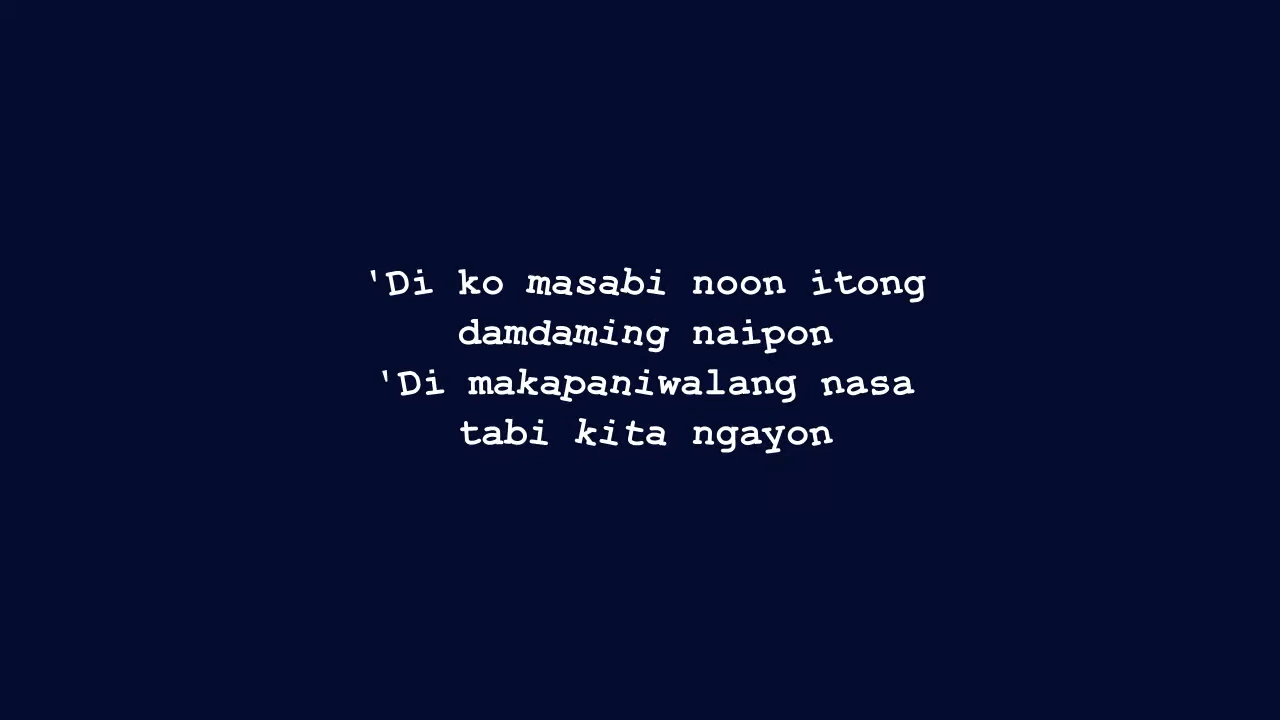 'Di ko masabi noon itong
damdaming naipon
'Di makapaniwalang nasa
tabi kita ngayon